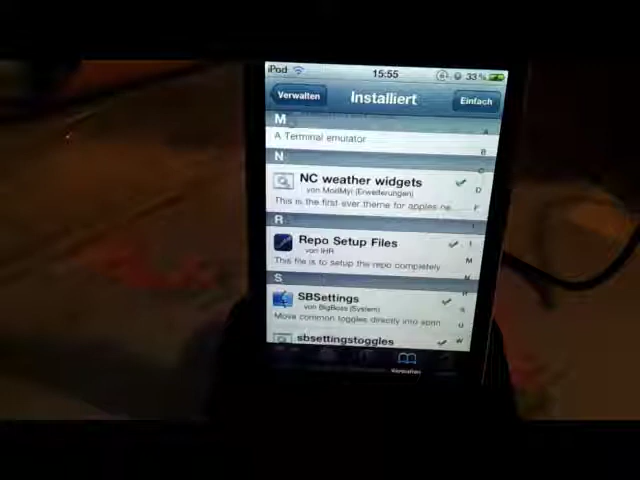 iPod 15:55 33 %
Verwalten Installiert Einfach
M
A Terminal emulator
N
NC weather widgets
von ModMyi (Erweiterungen)
This is the first ever theme for apples ne...
R
Repo Setup Files
von IHR
This file is to setup the repo completely
S
SBSettings
von BigBoss (System)
Move common toggles directly into sprin
sbsettingstoggles
Verwalten